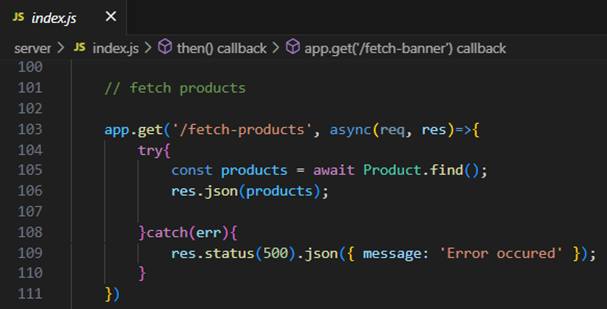 JS index.js ×
server > JS index.js > then() callback > app.get('/fetch-banner') callback
100
101 // fetch products
102
103 app.get('/fetch-products', async(req, res)=>{
104 try{
105 const products = await Product.find();
106 res.json(products);
107
108 }catch(err){
109 res.status(500).json({ message: 'Error occured' });
110 }
111 })